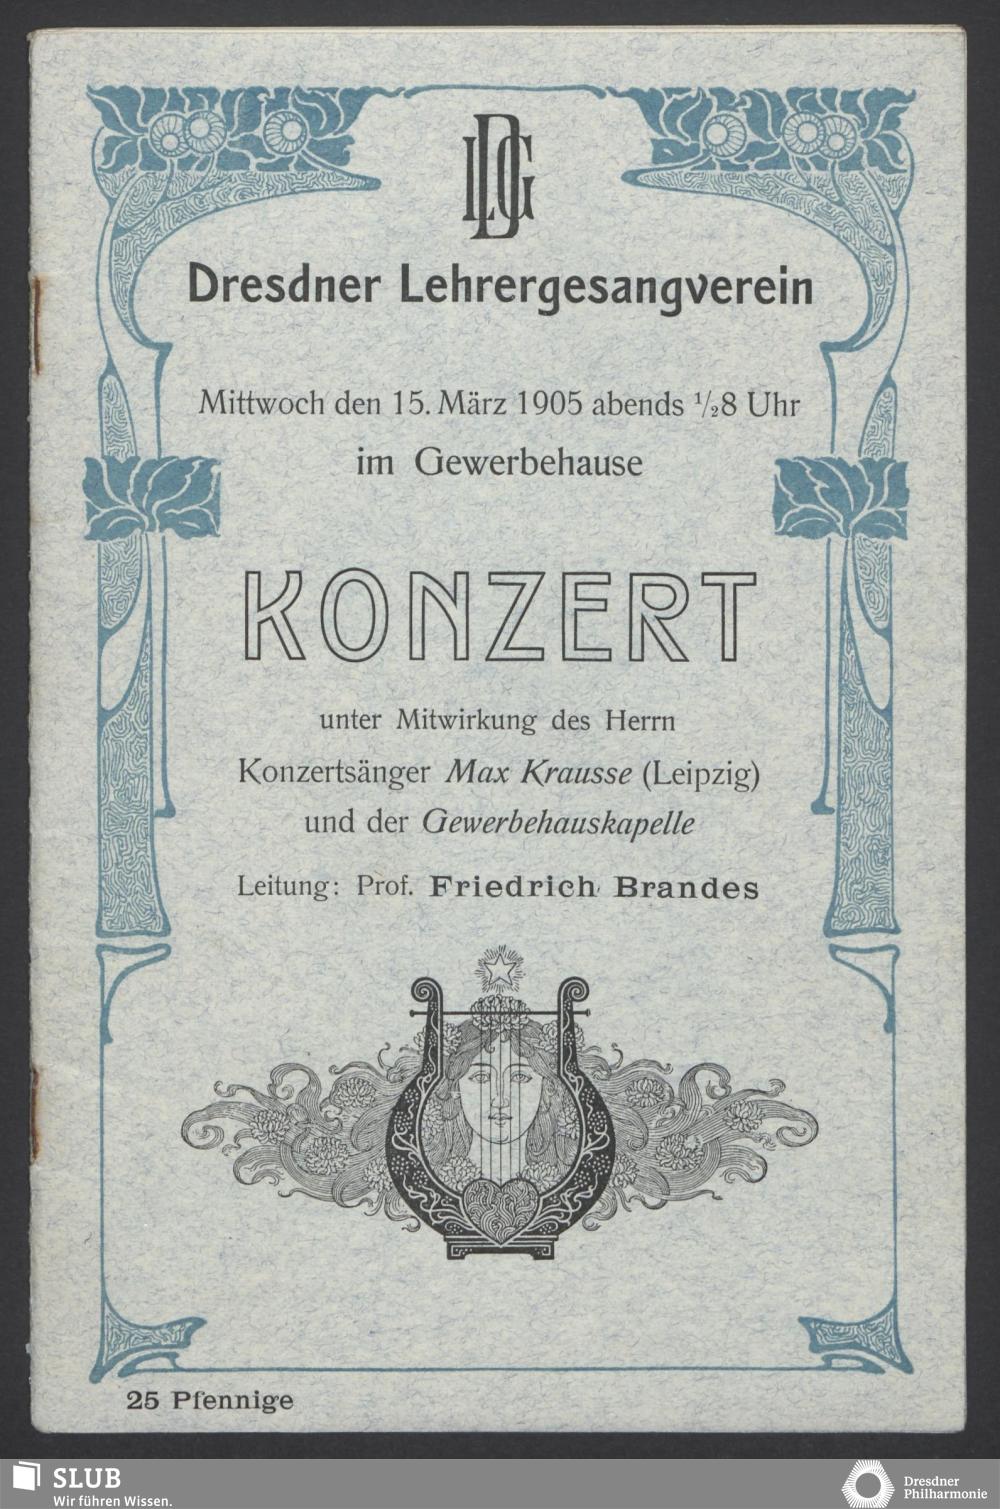 DLG
Dresdner Lehrergesangverein
Mittwoch den 15. März 1905 abends ½8 Uhr
im Gewerbehause
KONZERT
unter Mitwirkung des Herrn
Konzertsänger Max Krausse (Leipzig)
und der Gewerbehauskapelle
Leitung: Prof. Friedrich Brandes
25 Pfennige
SLUB
Wir führen Wissen.
Dresdner
Philharmonie